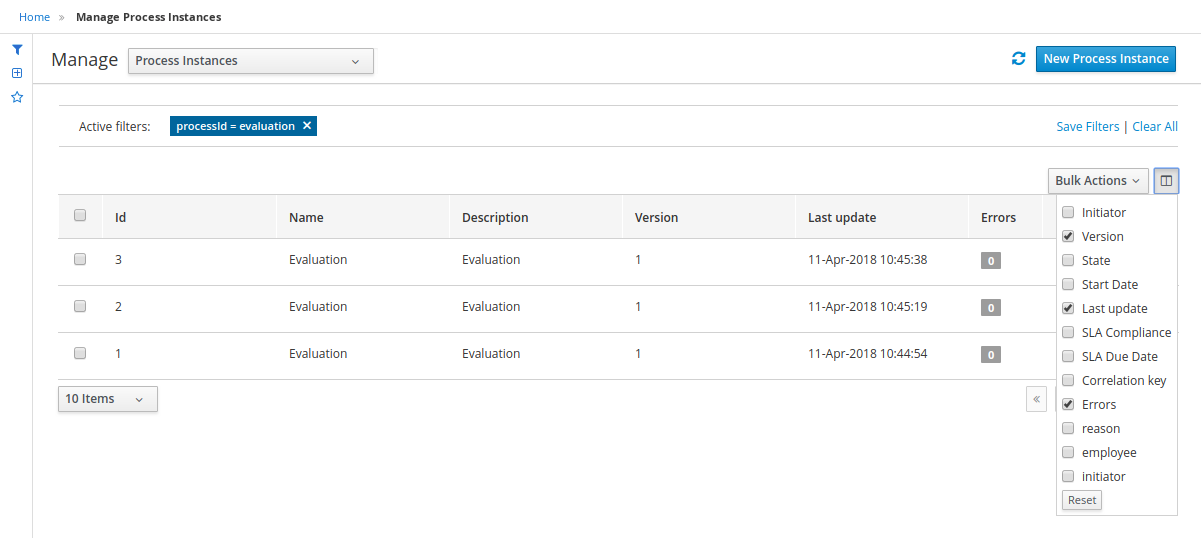 Home » Manage Process Instances
Manage Process Instances New Process Instance
Active filters: processId = evaluation ✕ Save Filters | Clear All
Bulk Actions
Id Name Description Version Last update Errors
3 Evaluation Evaluation 1 11-Apr-2018 10:45:38 0
2 Evaluation Evaluation 1 11-Apr-2018 10:45:19 0
1 Evaluation Evaluation 1 11-Apr-2018 10:44:54 0
10 Items «
Initiator
Version
State
Start Date
Last update
SLA Compliance
SLA Due Date
Correlation key
Errors
reason
employee
initiator
Reset